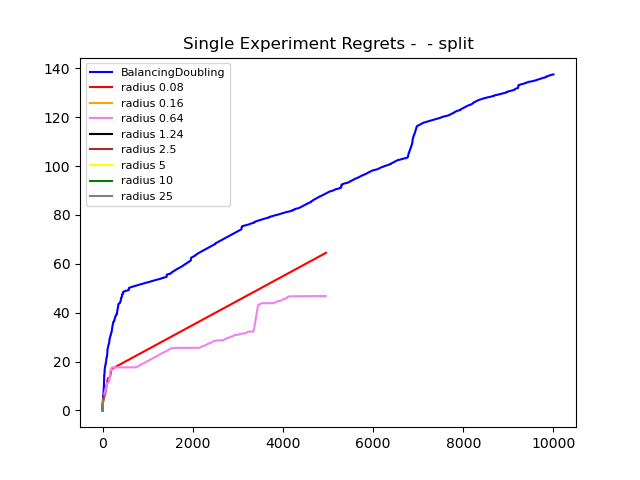 Single Experiment Regrets -  - split
140
120
100
80
60
40
20
0
BalancingDoubling
radius 0.08
radius 0.16
radius 0.64
radius 1.24
radius 2.5
radius 5
radius 10
radius 25
0 2000 4000 6000 8000 10000